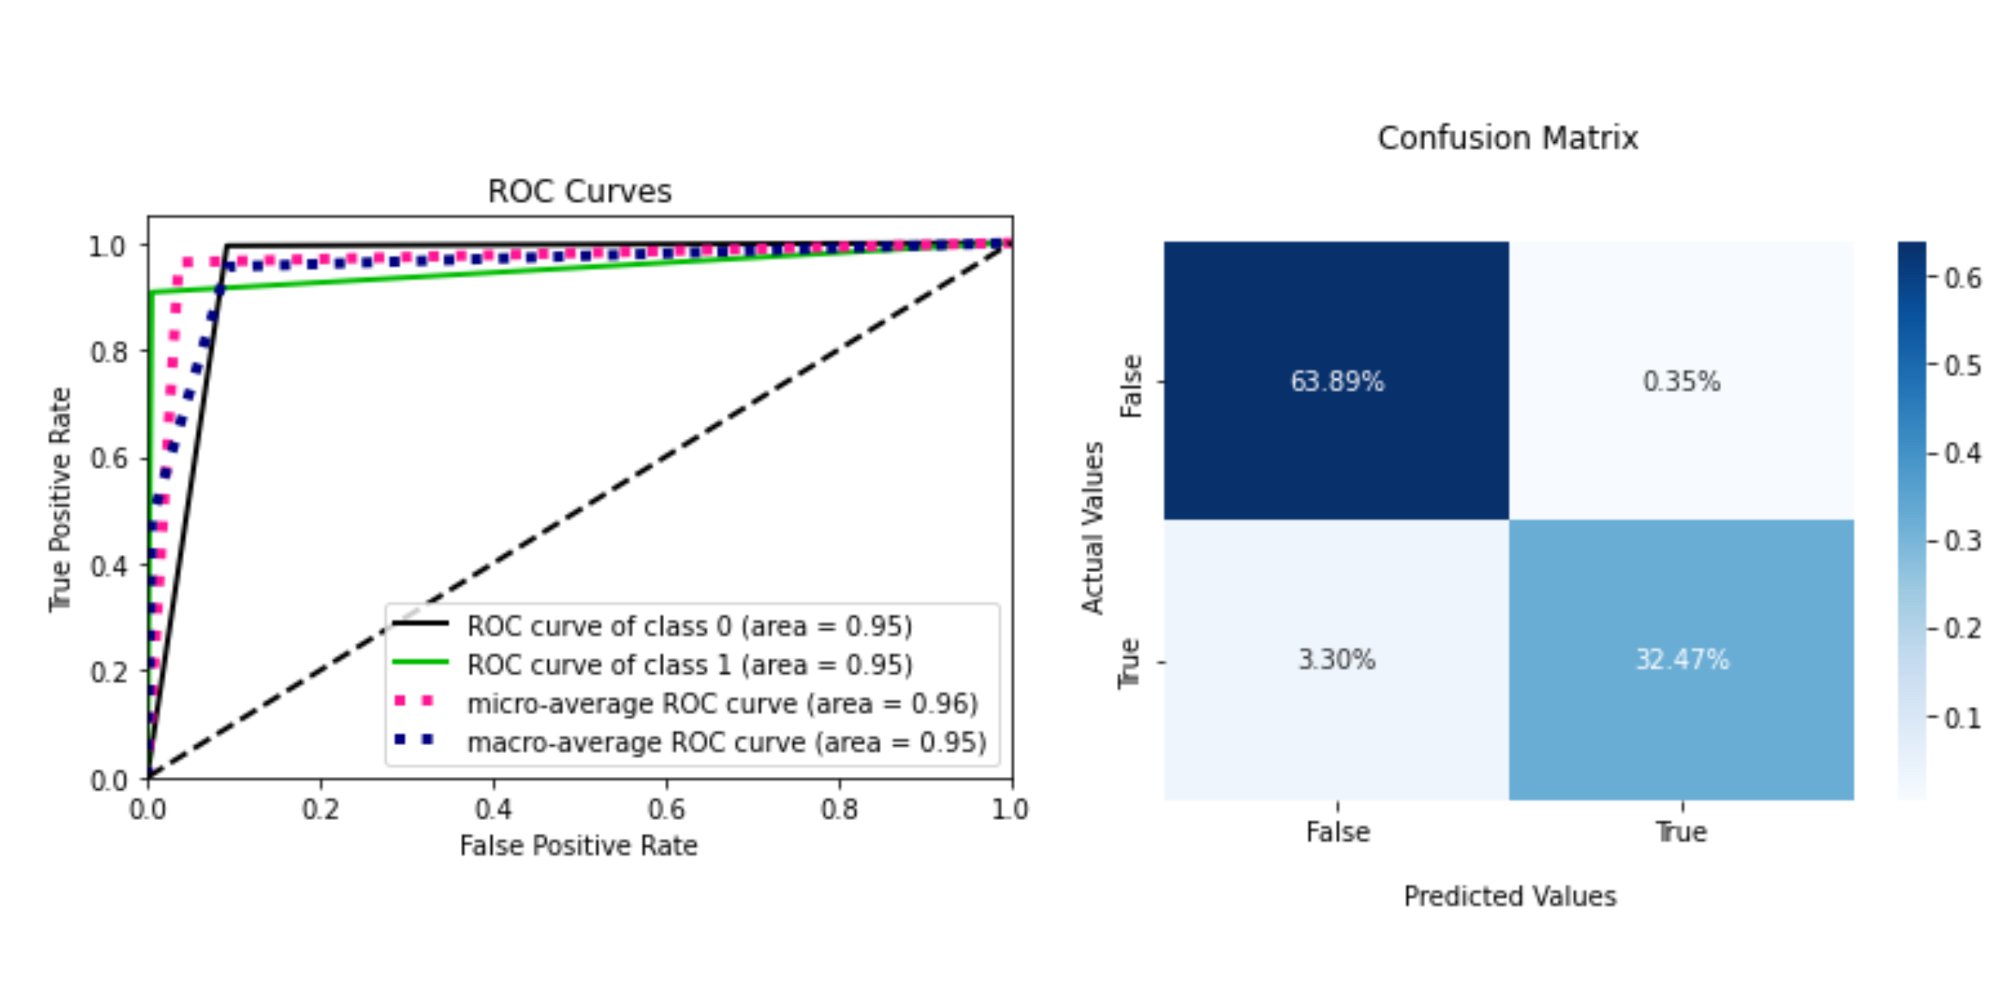 ROC Curves
1.0
0.8
0.6
0.4
0.2
0.0
True Positive Rate
ROC curve of class 0 (area = 0.95)
ROC curve of class 1 (area = 0.95)
micro-average ROC curve (area = 0.96)
macro-average ROC curve (area = 0.95)
0.0 0.2 0.4 0.6 0.8 1.0
False Positive Rate
Confusion Matrix
Actual Values
False
True
63.89% 0.35%
3.30% 32.47%
False True
Predicted Values
0.6
0.5
0.4
0.3
0.2
0.1